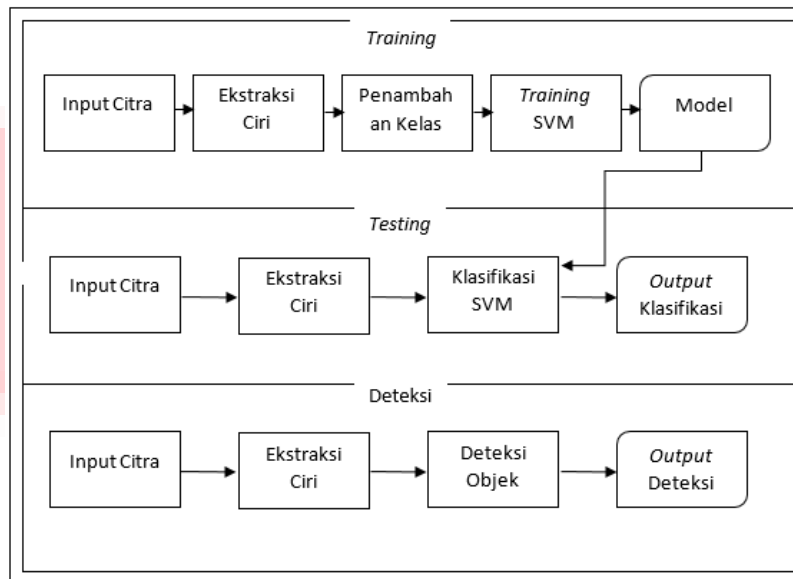 Training
Input Citra
Ekstraksi
Ciri
Penambah
an Kelas
Training
SVM
Model
Testing
Input Citra
Ekstraksi
Ciri
Klasifikasi
SVM
Output
Klasifikasi
Deteksi
Input Citra
Ekstraksi
Ciri
Deteksi
Objek
Output
Deteksi